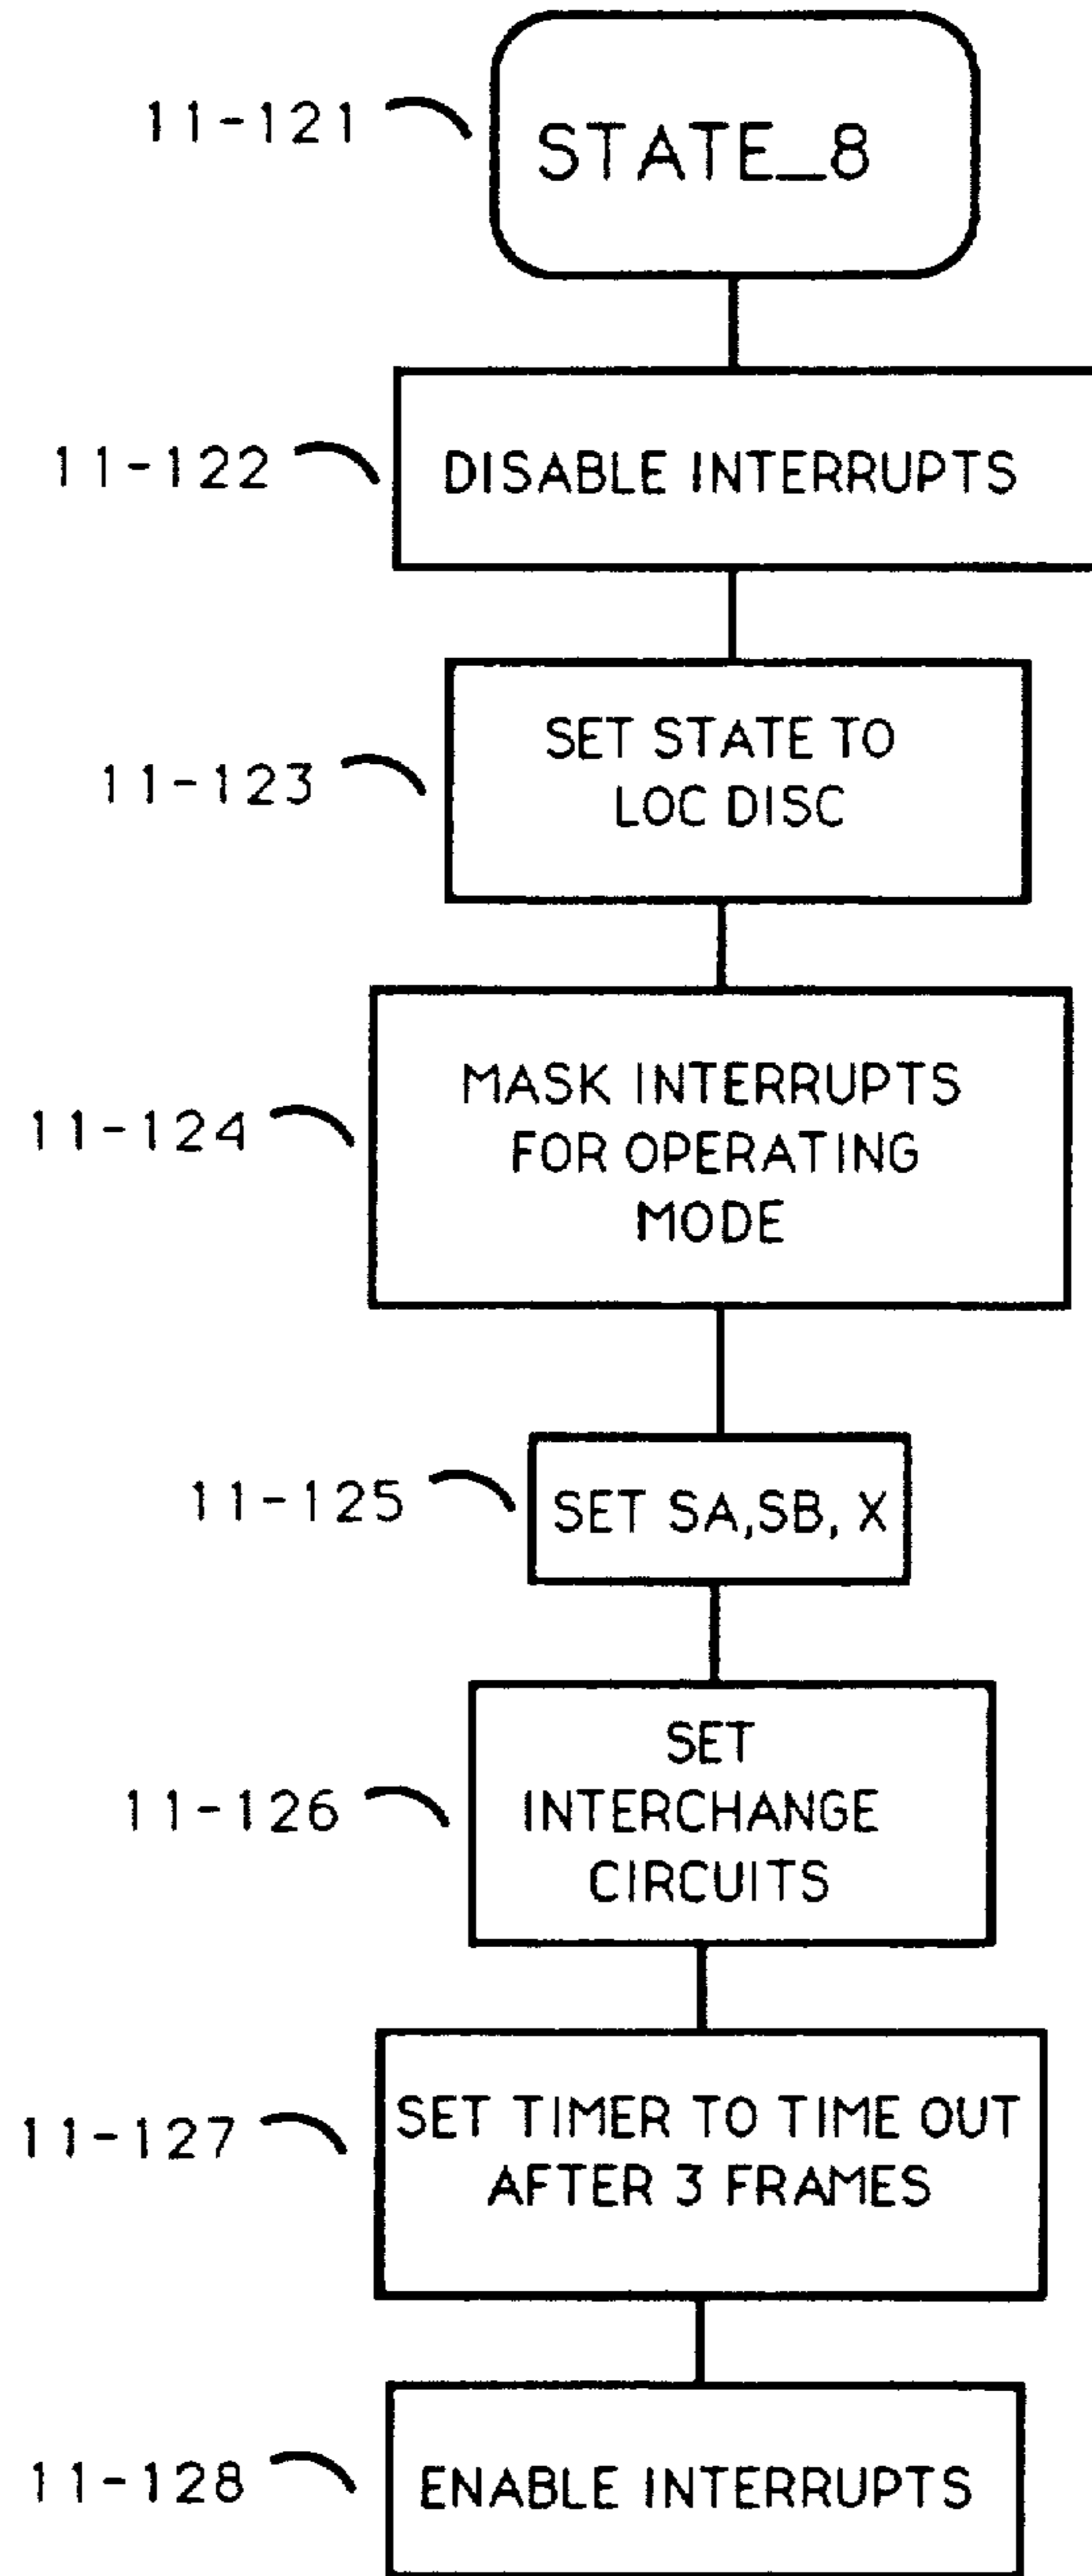 11-121
STATE_8
11-122
DISABLE INTERRUPTS
11-123
SET STATE TO
LOC DISC
11-124
MASK INTERRUPTS
FOR OPERATING
MODE
11-125
SET SA,SB, X
11-126
SET
INTERCHANGE
CIRCUITS
11-127
SET TIMER TO TIME OUT
AFTER 3 FRAMES
11-128
ENABLE INTERRUPTS